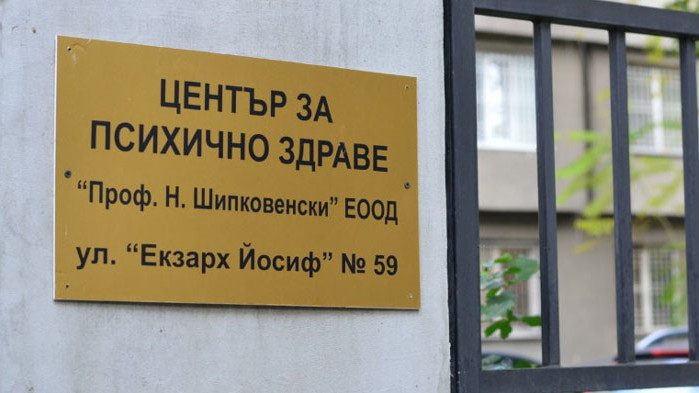 ЦЕНТЪР ЗА
ПСИХИЧНО ЗДРАВЕ
“Проф. Н. Шипковенски” ЕООД
ул. “Екзарх Йосиф” № 59